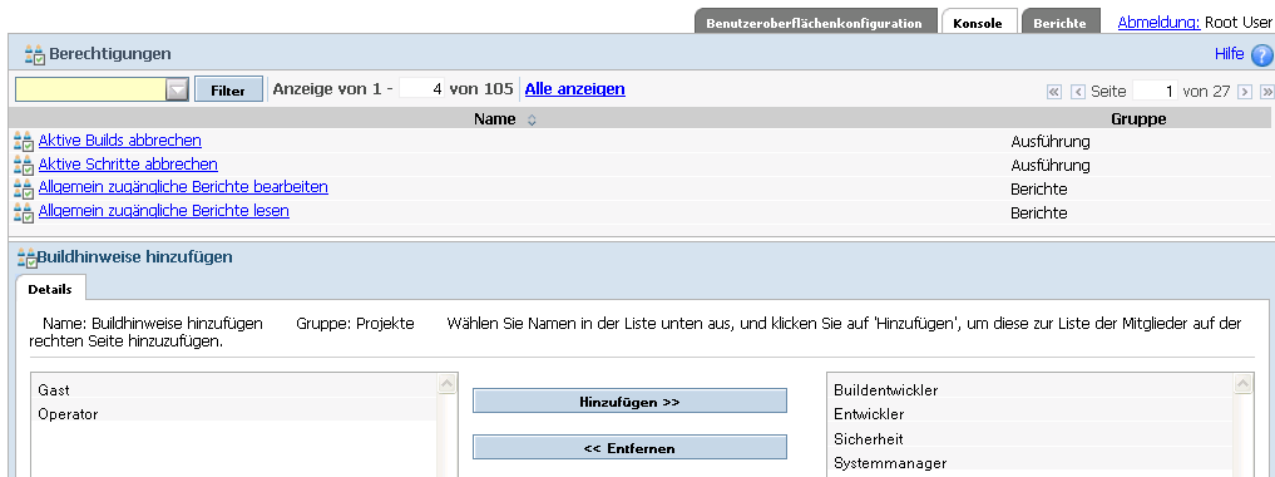 Benutzeroberflächenkonfiguration Konsole Berichte Abmeldung: Root User
Berechtigungen Hilfe ?
Filter Anzeige von 1 - 4 von 105 Alle anzeigen Seite 1 von 27
Name Gruppe
Aktive Builds abbrechen Ausführung
Aktive Schritte abbrechen Ausführung
Allgemein zugängliche Berichte bearbeiten Berichte
Allgemein zugängliche Berichte lesen Berichte
Buildhinweise hinzufügen
Details
Name: Buildhinweise hinzufügen Gruppe: Projekte Wählen Sie Namen in der Liste unten aus, und klicken Sie auf 'Hinzufügen', um diese zur Liste der Mitglieder auf der
rechten Seite hinzuzufügen.
Gast Hinzufügen >> Buildentwickler
Operator Entwickler
<< Entfernen Sicherheit
Systemmanager